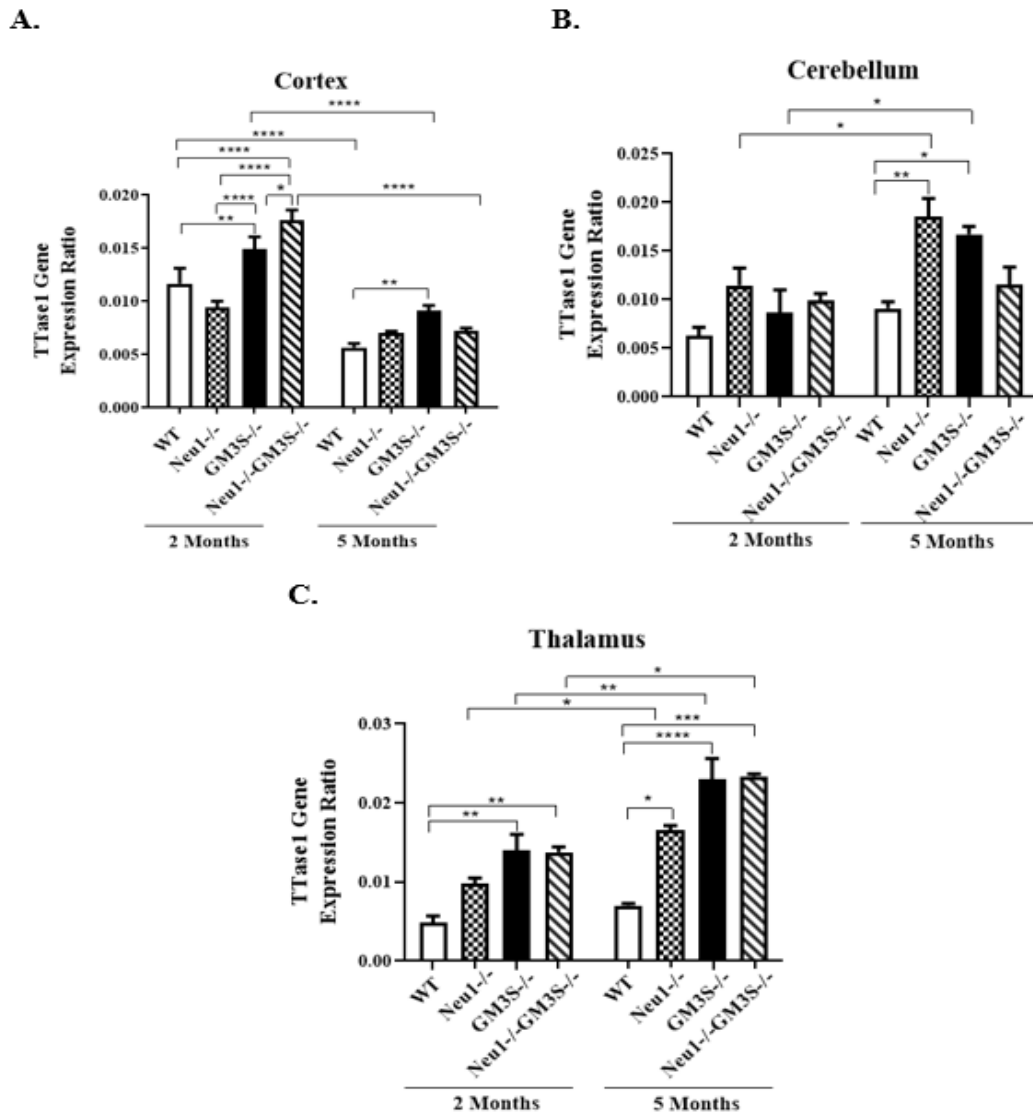 A.
Cortex
****
****
****
****
****
*
****
**
**
0.020
0.015
0.010
0.005
0.000
TTase1 Gene
Expression Ratio
WT
Neu1-/-
GM3S-/-
Neu1-/-GM3S-/-
WT
Neu1-/-
GM3S-/-
Neu1-/-GM3S-/-
2 Months
5 Months
B.
Cerebellum
*
*
*
**
0.025
0.020
0.015
0.010
0.005
0.000
TTase1 Gene
Expression Ratio
WT
Neu1-/-
GM3S-/-
Neu1-/-GM3S-/-
WT
Neu1-/-
GM3S-/-
Neu1-/-GM3S-/-
2 Months
5 Months
C.
Thalamus
*
**
*
***
****
**
**
*
0.03
0.02
0.01
0.00
TTase1 Gene
Expression Ratio
WT
Neu1-/-
GM3S-/-
Neu1-/-GM3S-/-
WT
Neu1-/-
GM3S-/-
Neu1-/-GM3S-/-
2 Months
5 Months